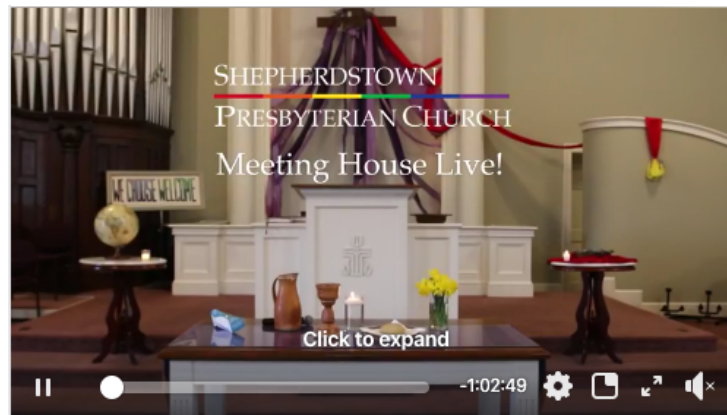 SHEPHERDSTOWN
PRESBYTERIAN CHURCH
Meeting House Live!
WE CHOOSE WELCOME
Click to expand
-1:02:49